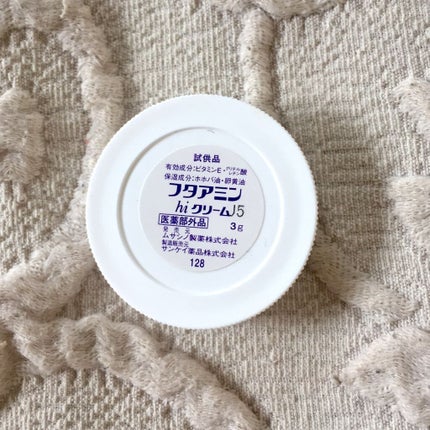 試供品
有効成分:ビタミンE・グリチルレチン酸
保湿成分:ホホバ油・卵黄油
フタアミン
hiクリームJ5
医薬部外品 3g
発売元
ムサシノ製薬株式会社
製造販売元
サンケイ薬品株式会社
128